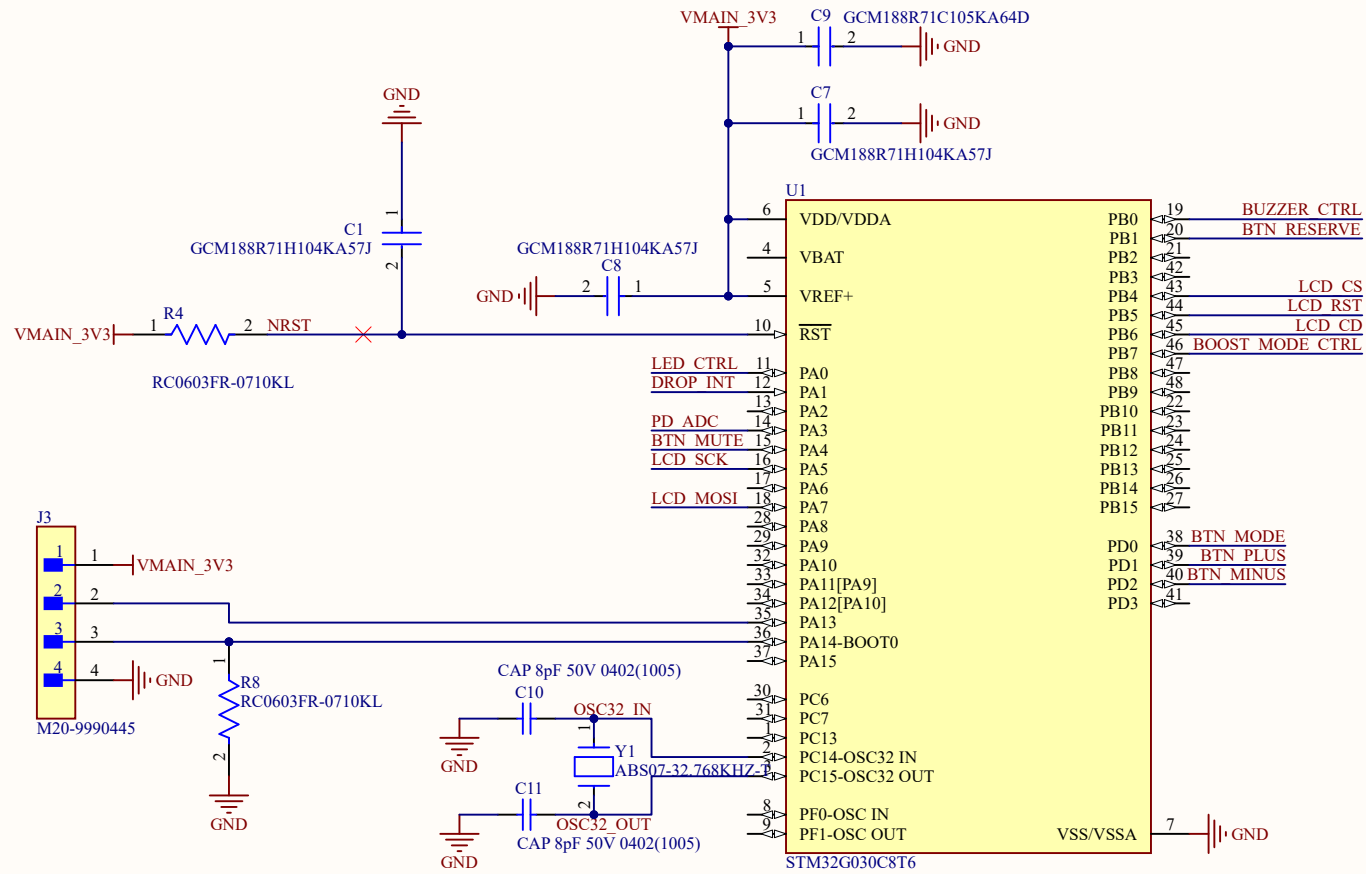 VMAIN_3V3
C9
GCM188R71C105KA64D
1
2
GND
C7
1
2
GND
GCM188R71H104KA57J
GND
1
C1
GCM188R71H104KA57J
2
GCM188R71H104KA57J
C8
GND
2
1
VMAIN_3V3
1
R4
2
NRST
RC0603FR-0710KL
U1
6
VDD/VDDA
4
VBAT
5
VREF+
10
RST
LED_CTRL
11
PA0
DROP_INT
12
PA1
13
PA2
PD_ADC
14
PA3
BTN_MUTE
15
PA4
LCD_SCK
16
PA5
17
PA6
LCD_MOSI
18
PA7
28
PA8
29
PA9
32
PA10
33
PA11[PA9]
34
PA12[PA10]
35
PA13
36
PA14-BOOT0
37
PA15
30
PC6
31
PC7
1
PC13
2
PC14-OSC32 IN
3
PC15-OSC32 OUT
8
PF0-OSC IN
9
PF1-OSC OUT
STM32G030C8T6
PB0
19
BUZZER_CTRL
PB1
20
BTN_RESERVE
PB2
21
PB3
42
PB4
43
LCD_CS
PB5
44
LCD_RST
PB6
45
LCD_CD
PB7
46
BOOST_MODE_CTRL
PB8
47
PB9
48
PB10
22
PB11
23
PB12
24
PB13
25
PB14
26
PB15
27
PD0
38
BTN_MODE
PD1
39
BTN_PLUS
PD2
40
BTN_MINUS
PD3
41
VSS/VSSA
7
GND
J3
1
1
VMAIN_3V3
2
2
3
3
4
4
GND
M20-9990445
1
R8
RC0603FR-0710KL
2
GND
CAP 8pF 50V 0402(1005)
C10
OSC32_IN
GND
1
Y1
ABS07-32.768KHZ-T
2
C11
OSC32_OUT
CAP 8pF 50V 0402(1005)
GND